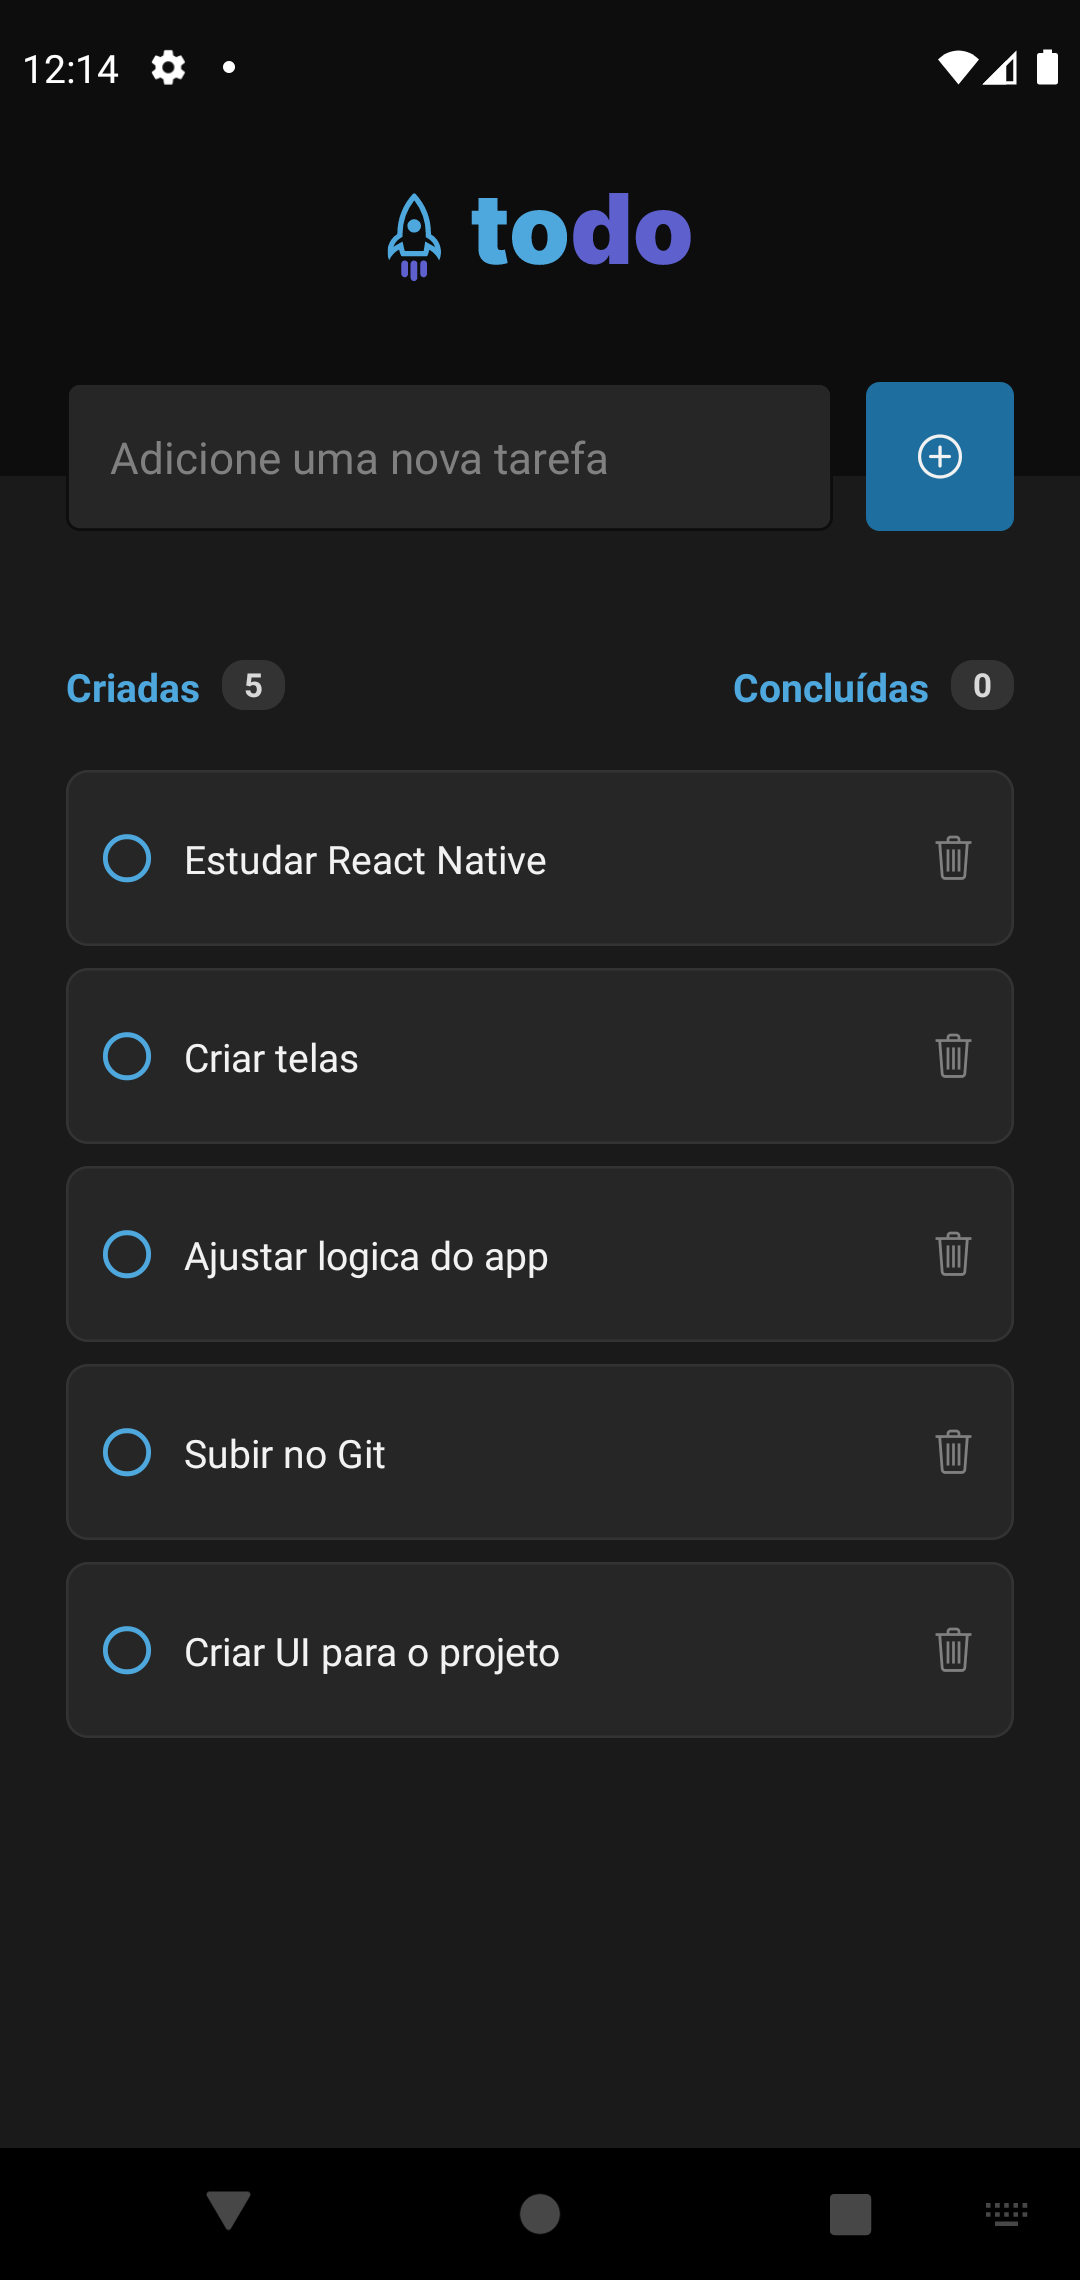 12:14
todo
Adicione uma nova tarefa
Criadas 5 Concluídas 0
Estudar React Native
Criar telas
Ajustar logica do app
Subir no Git
Criar UI para o projeto